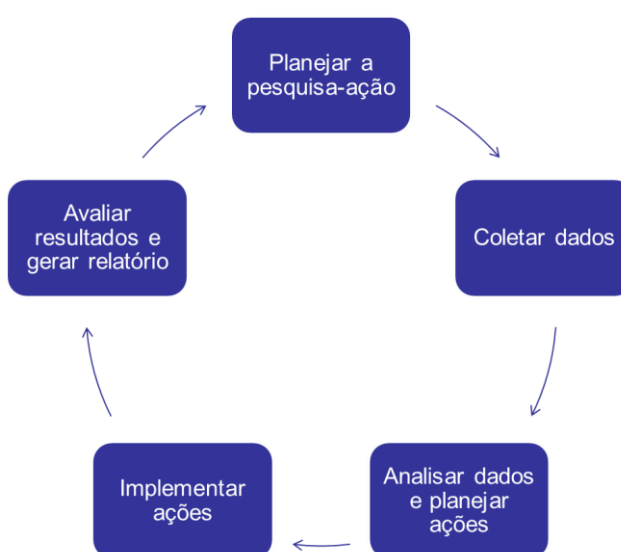 Planejar a
pesquisa-ação
Coletar dados
Analisar dados
e planejar
ações
Implementar
ações
Avaliar
resultados e
gerar relatório